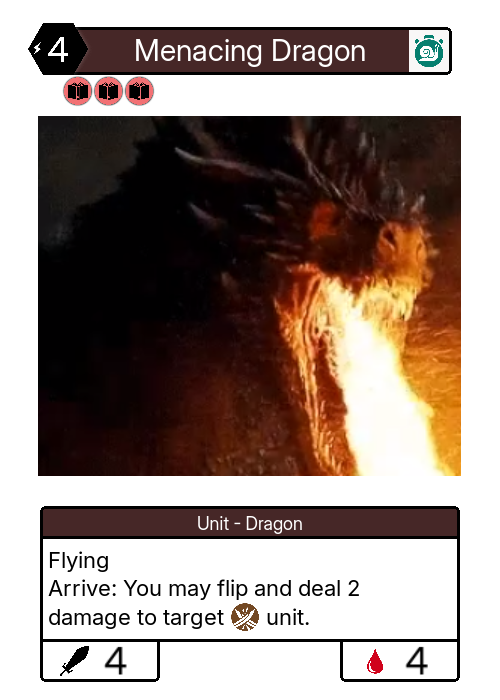 4 Menacing Dragon
Unit - Dragon
Flying
Arrive: You may flip and deal 2
damage to target unit.
4 4